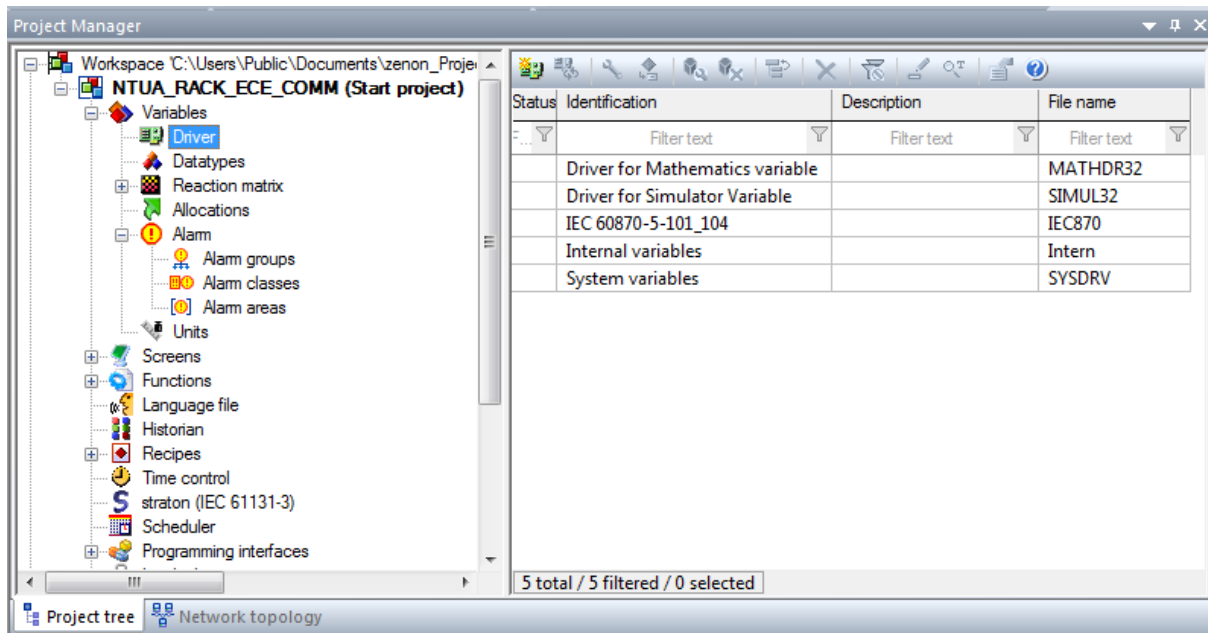 Project Manager
Workspace 'C:\Users\Public\Documents\zenon_Proje
NTUA_RACK_ECE_COMM (Start project)
Variables
Driver
Datatypes
Reaction matrix
Allocations
Alarm
Alarm groups
Alarm classes
Alarm areas
Units
Screens
Functions
Language file
Historian
Recipes
Time control
straton (IEC 61131-3)
Scheduler
Programming interfaces
Status Identification Description File name
F... Filter text Filter text Filter text
Driver for Mathematics variable MATHDR32
Driver for Simulator Variable SIMUL32
IEC 60870-5-101_104 IEC870
Internal variables Intern
System variables SYSDRV
5 total / 5 filtered / 0 selected
Project tree Network topology